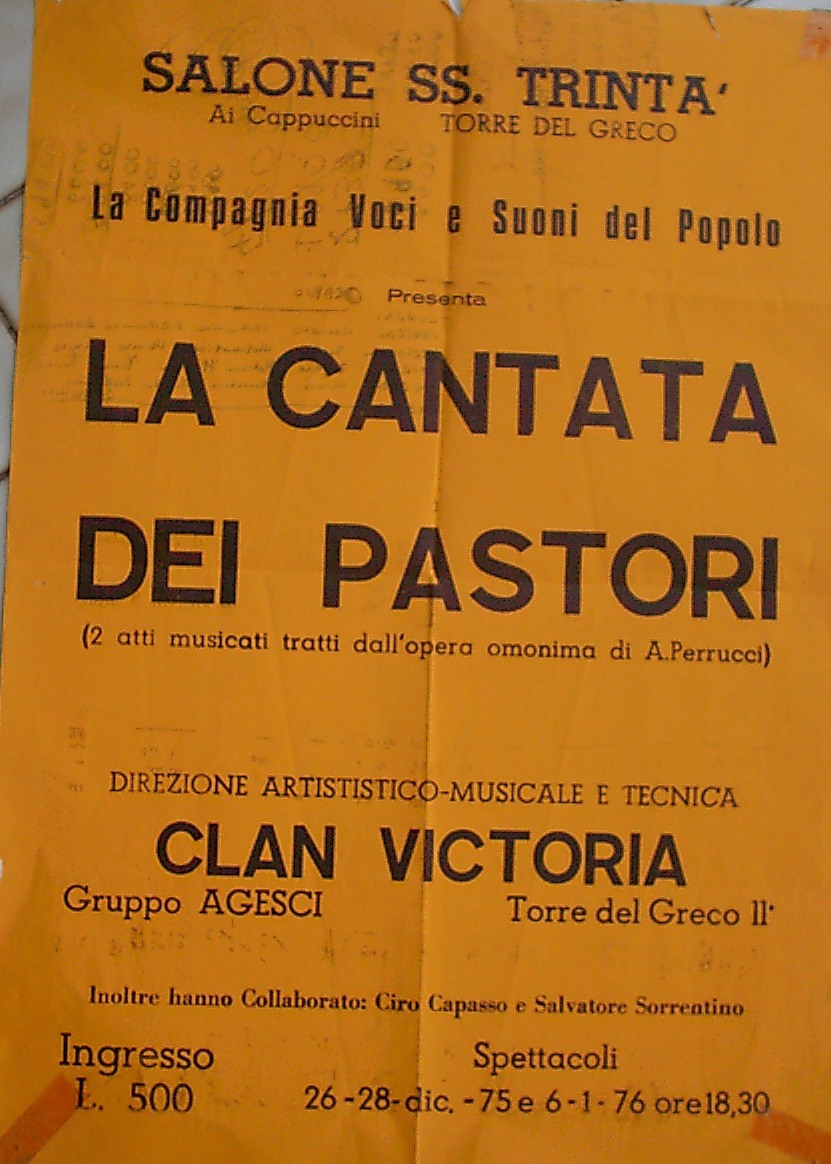 SALONE SS. TRINTA'
Ai Cappuccini TORRE DEL GRECO
La Compagnia Voci e Suoni del Popolo
Presenta
LA CANTATA
DEI PASTORI
(2 atti musicati tratti dall'opera omonima di A.Perrucci)
DIREZIONE ARTISTISTICO-MUSICALE E TECNICA
CLAN VICTORIA
Gruppo AGESCI Torre del Greco II°
Inoltre hanno Collaborato: Ciro Capasso e Salvatore Sorrentino
Ingresso Spettacoli
L. 500 26-28-dic. -75 e 6-1-76 ore 18,30